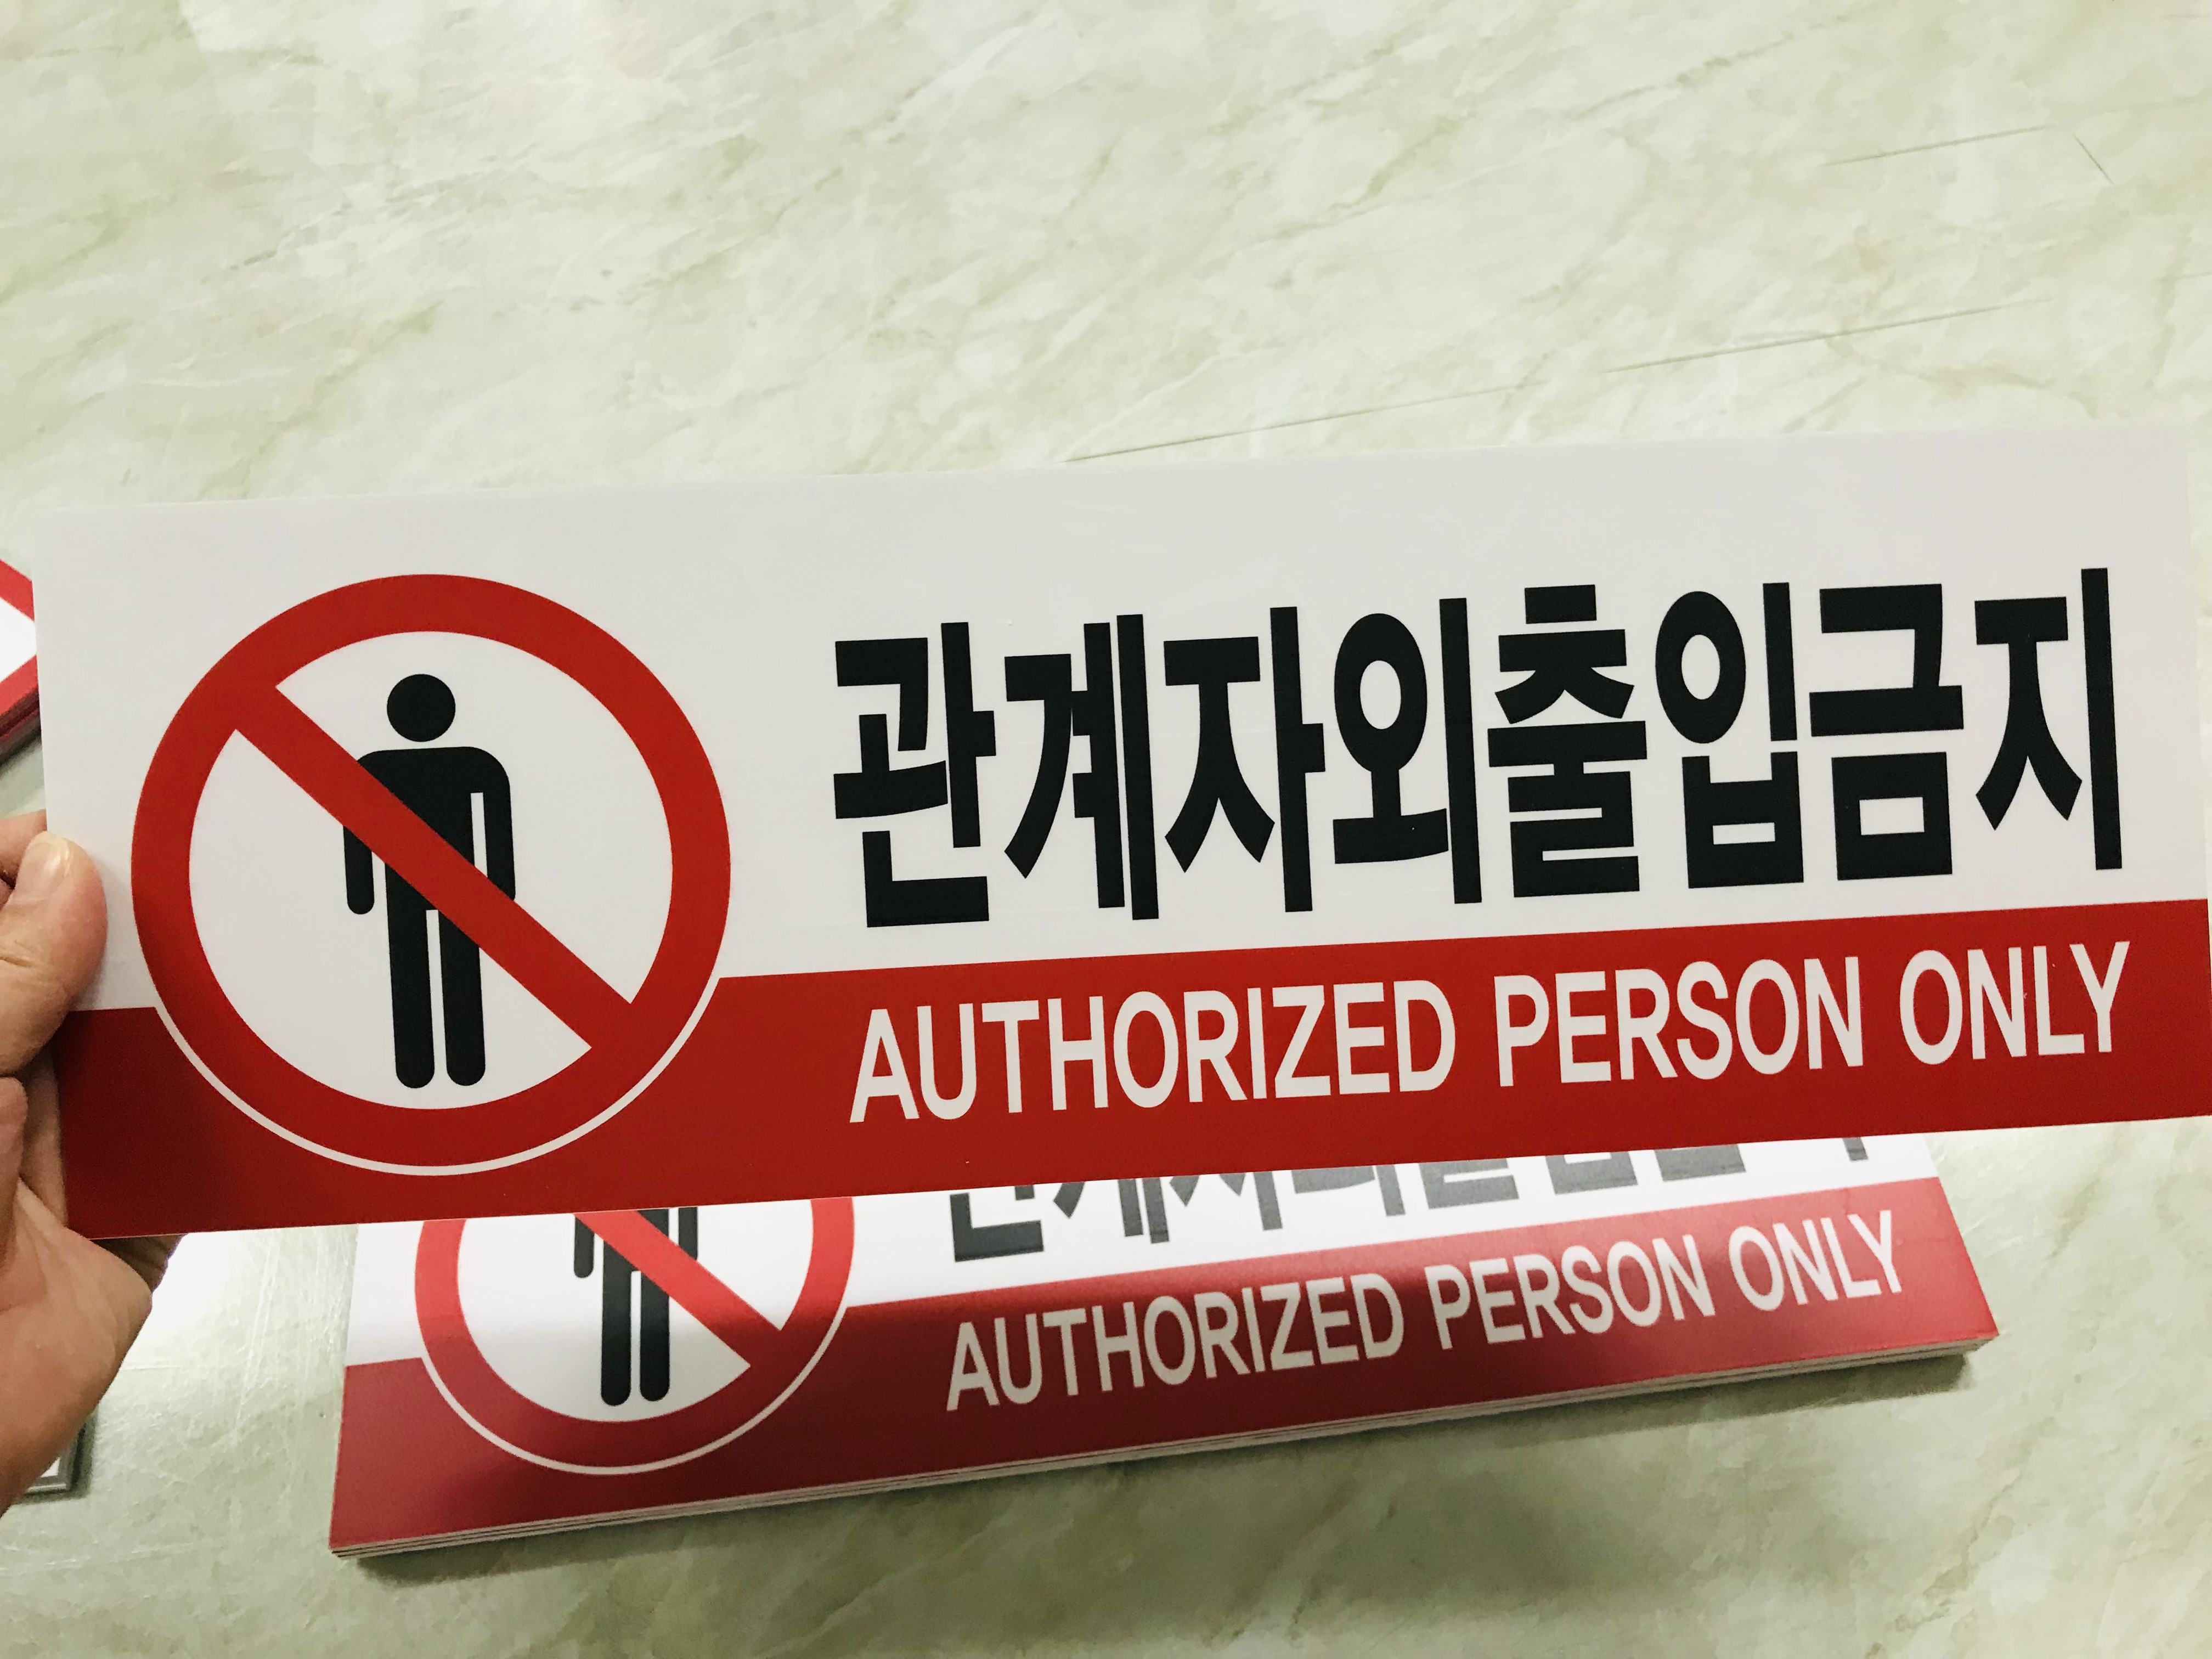 관계자외출입금지
AUTHORIZED PERSON ONLY
AUTHORIZED PERSON ONLY